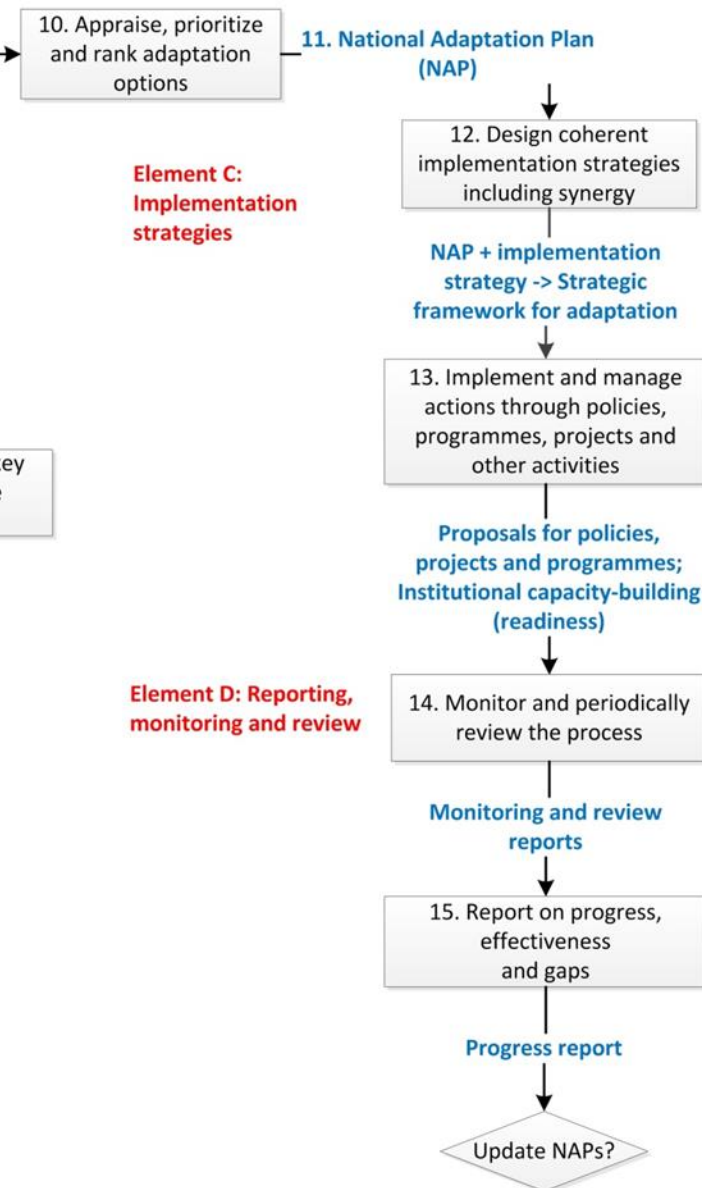 10. Appraise, prioritize
and rank adaptation
options
11. National Adaptation Plan
(NAP)
12. Design coherent
implementation strategies
including synergy
Element C:
Implementation
strategies
NAP + implementation
strategy -> Strategic
framework for adaptation
13. Implement and manage
actions through policies,
programmes, projects and
other activities
Proposals for policies,
projects and programmes;
Institutional capacity-building
(readiness)
Element D: Reporting,
monitoring and review
14. Monitor and periodically
review the process
Monitoring and review
reports
15. Report on progress,
effectiveness
and gaps
Progress report
Update NAPs?